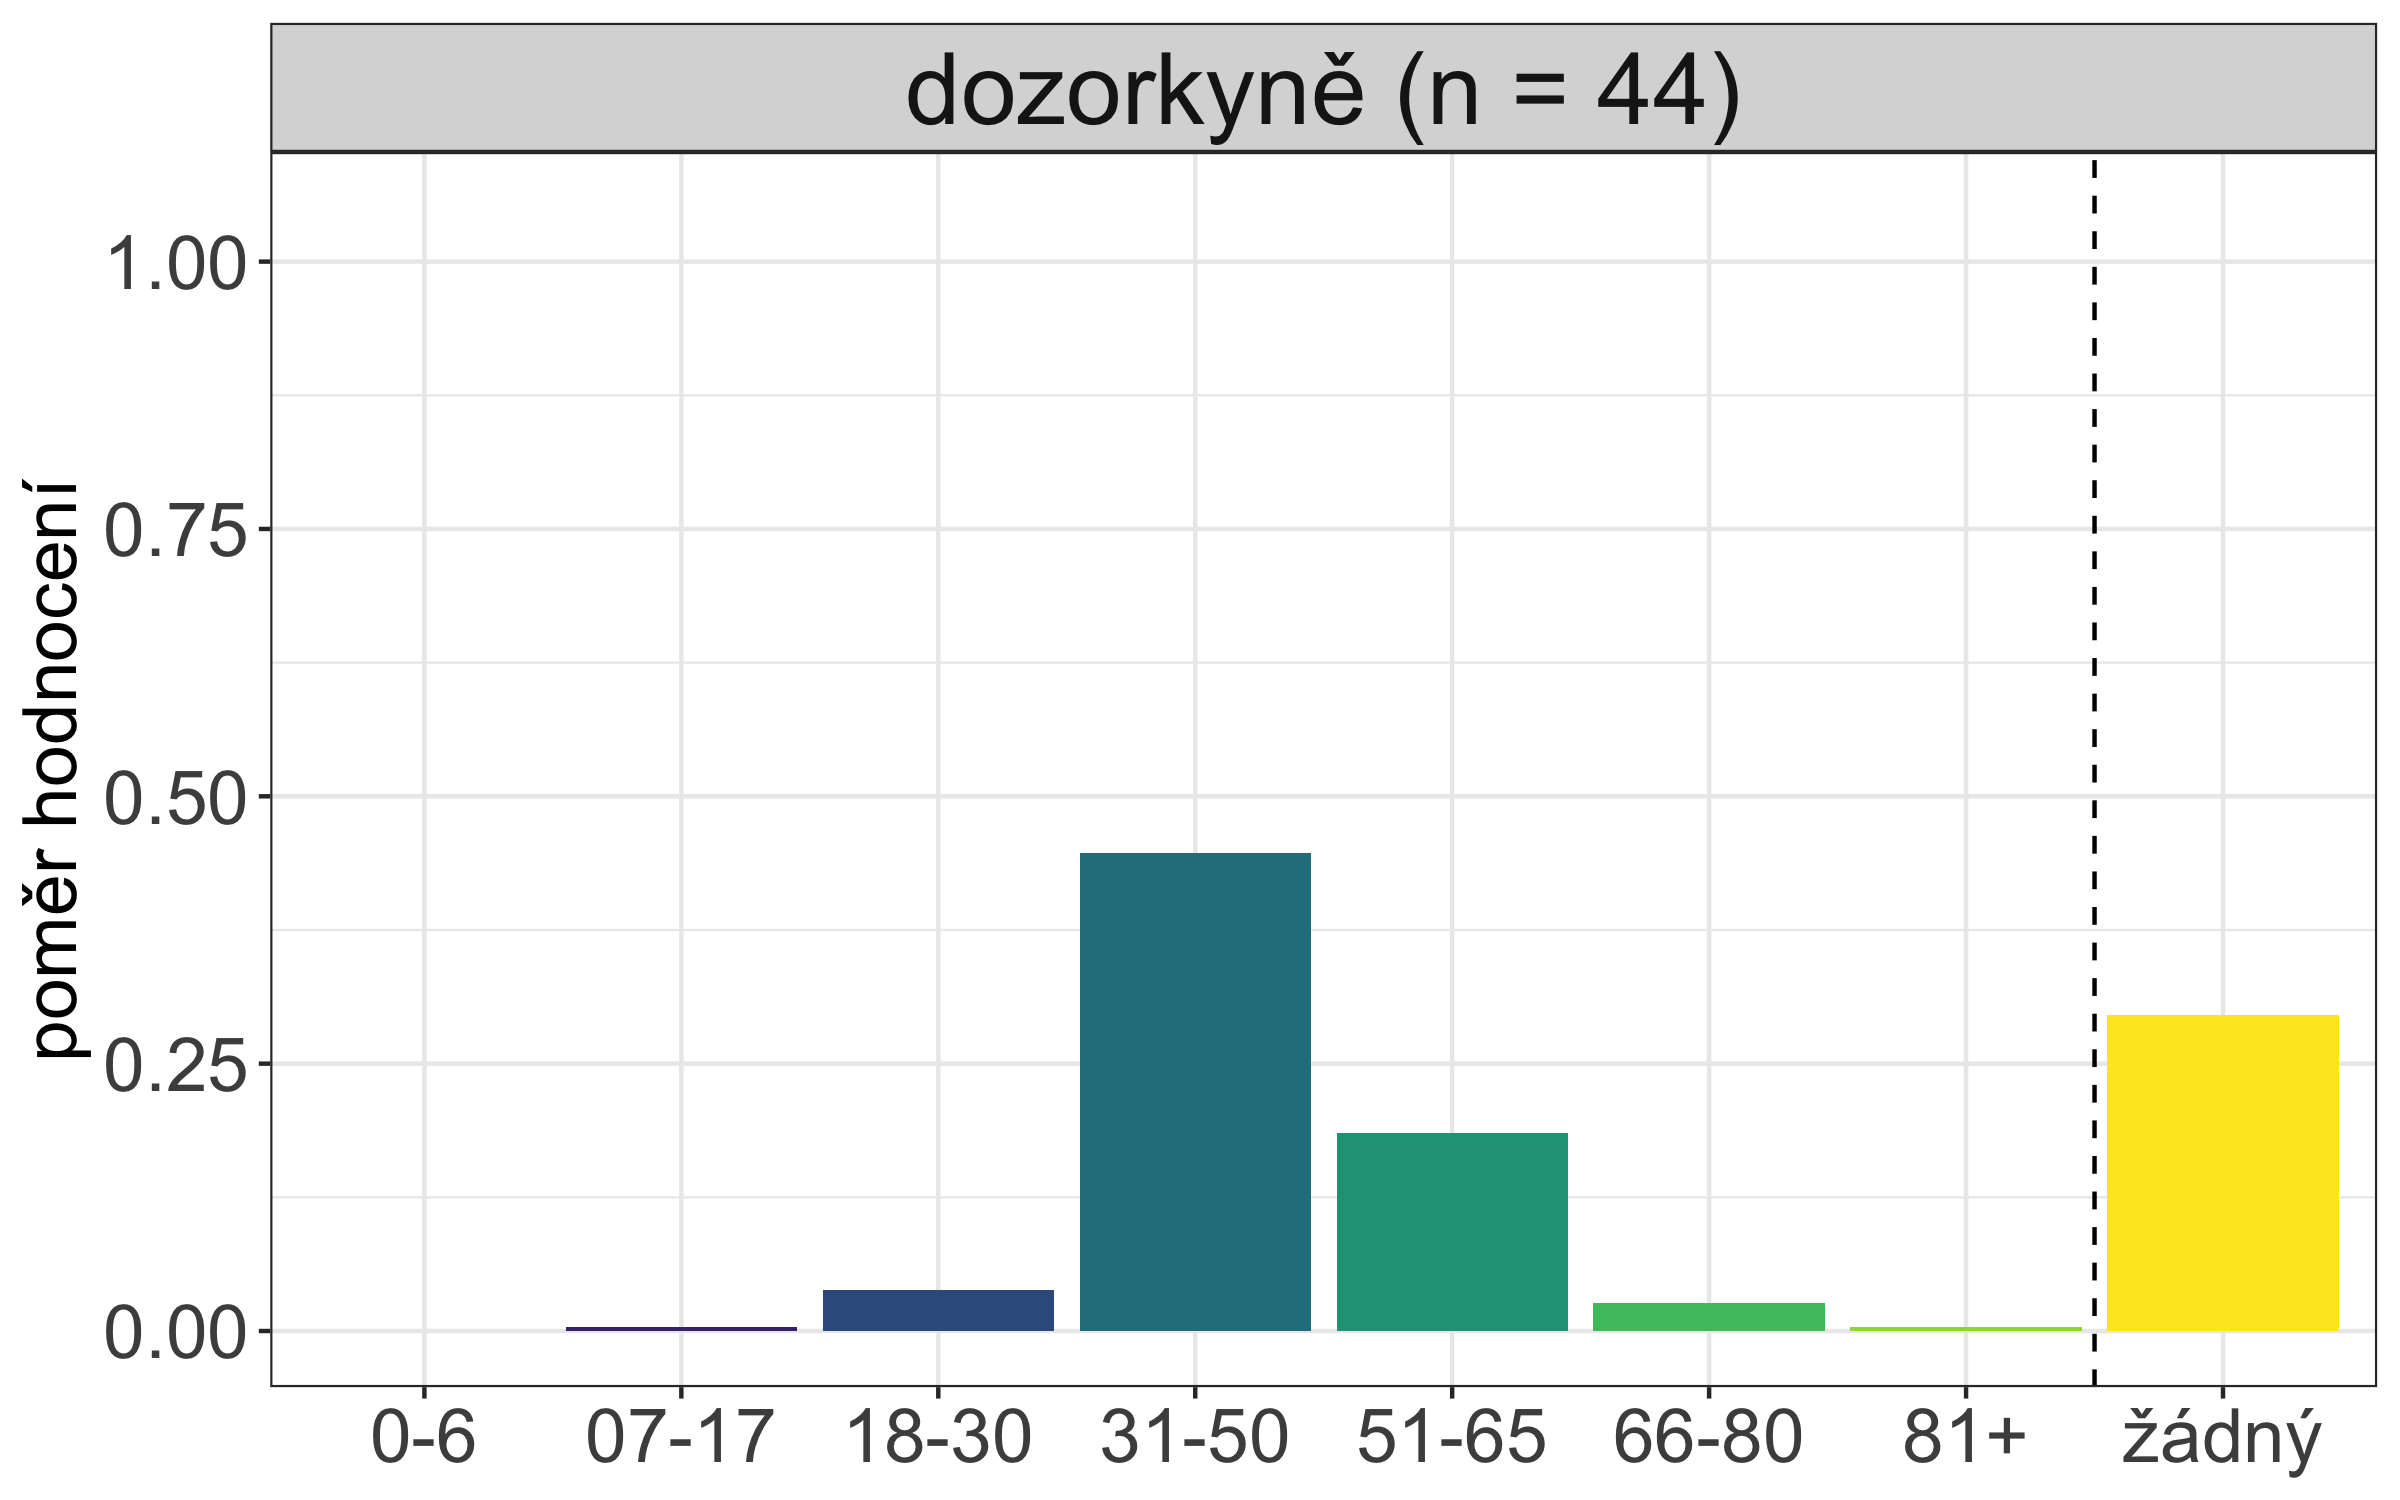 dozorkyně (n = 44)
poměr hodnocení
1.00
0.75
0.50
0.25
0.00
0-6 07-17 18-30 31-50 51-65 66-80 81+ žádný